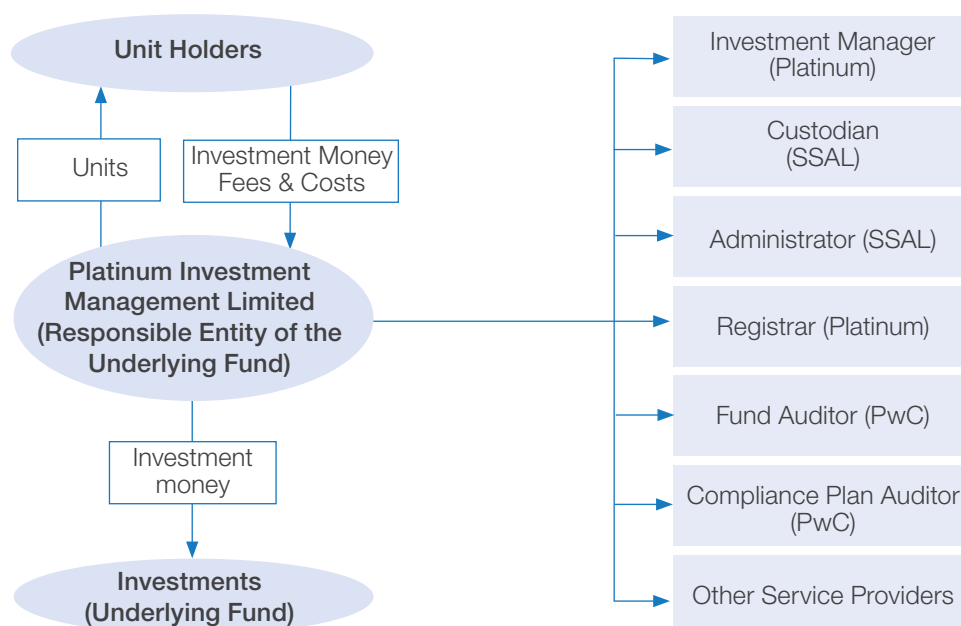 Unit Holders
Units
Investment Money
Fees & Costs
Platinum Investment
Management Limited
(Responsible Entity of the
Underlying Fund)
Investment
money
Investments
(Underlying Fund)
Investment Manager
(Platinum)
Custodian
(SSAL)
Administrator (SSAL)
Registrar (Platinum)
Fund Auditor (PwC)
Compliance Plan Auditor
(PwC)
Other Service Providers